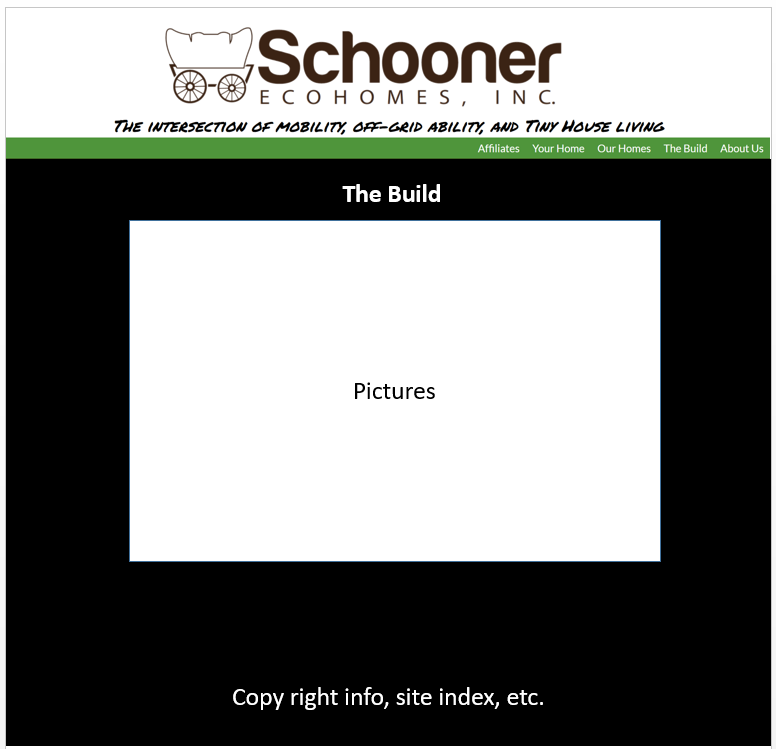 Schooner
ECOHOMES, INC.
The intersection of mobility, off-grid ability, and Tiny House living
Affiliates Your Home Our Homes The Build About Us
The Build
Pictures
Copy right info, site index, etc.